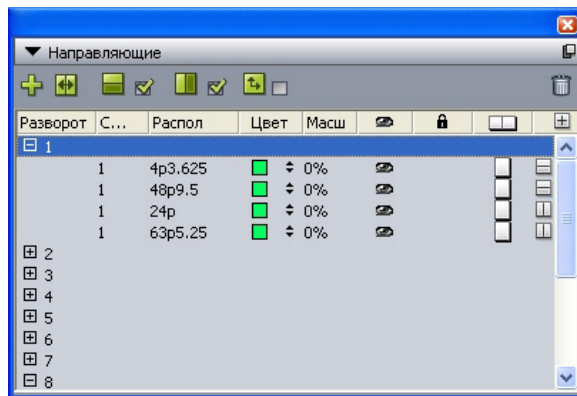 Направляющие
Разворот С... Распол Цвет Масш
1
1 4p3.625 0%
1 48p9.5 0%
1 24p 0%
1 63p5.25 0%
2
3
4
5
6
7
8